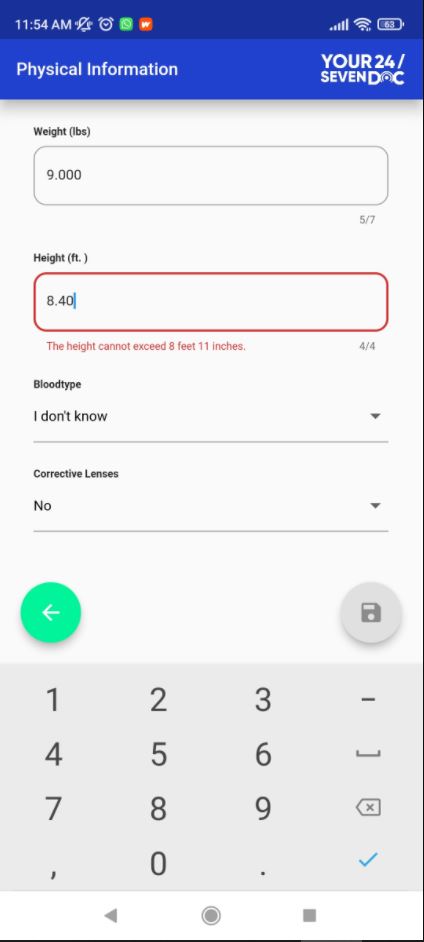 11:54 AM
63
Physical Information
YOUR 24/
SEVEN DOC
Weight (lbs)
9.000
5/7
Height (ft. )
8.40
The height cannot exceed 8 feet 11 inches.
4/4
Bloodtype
I don't know
Corrective Lenses
No
1 2 3 -
4 5 6
7 8 9
, 0 .